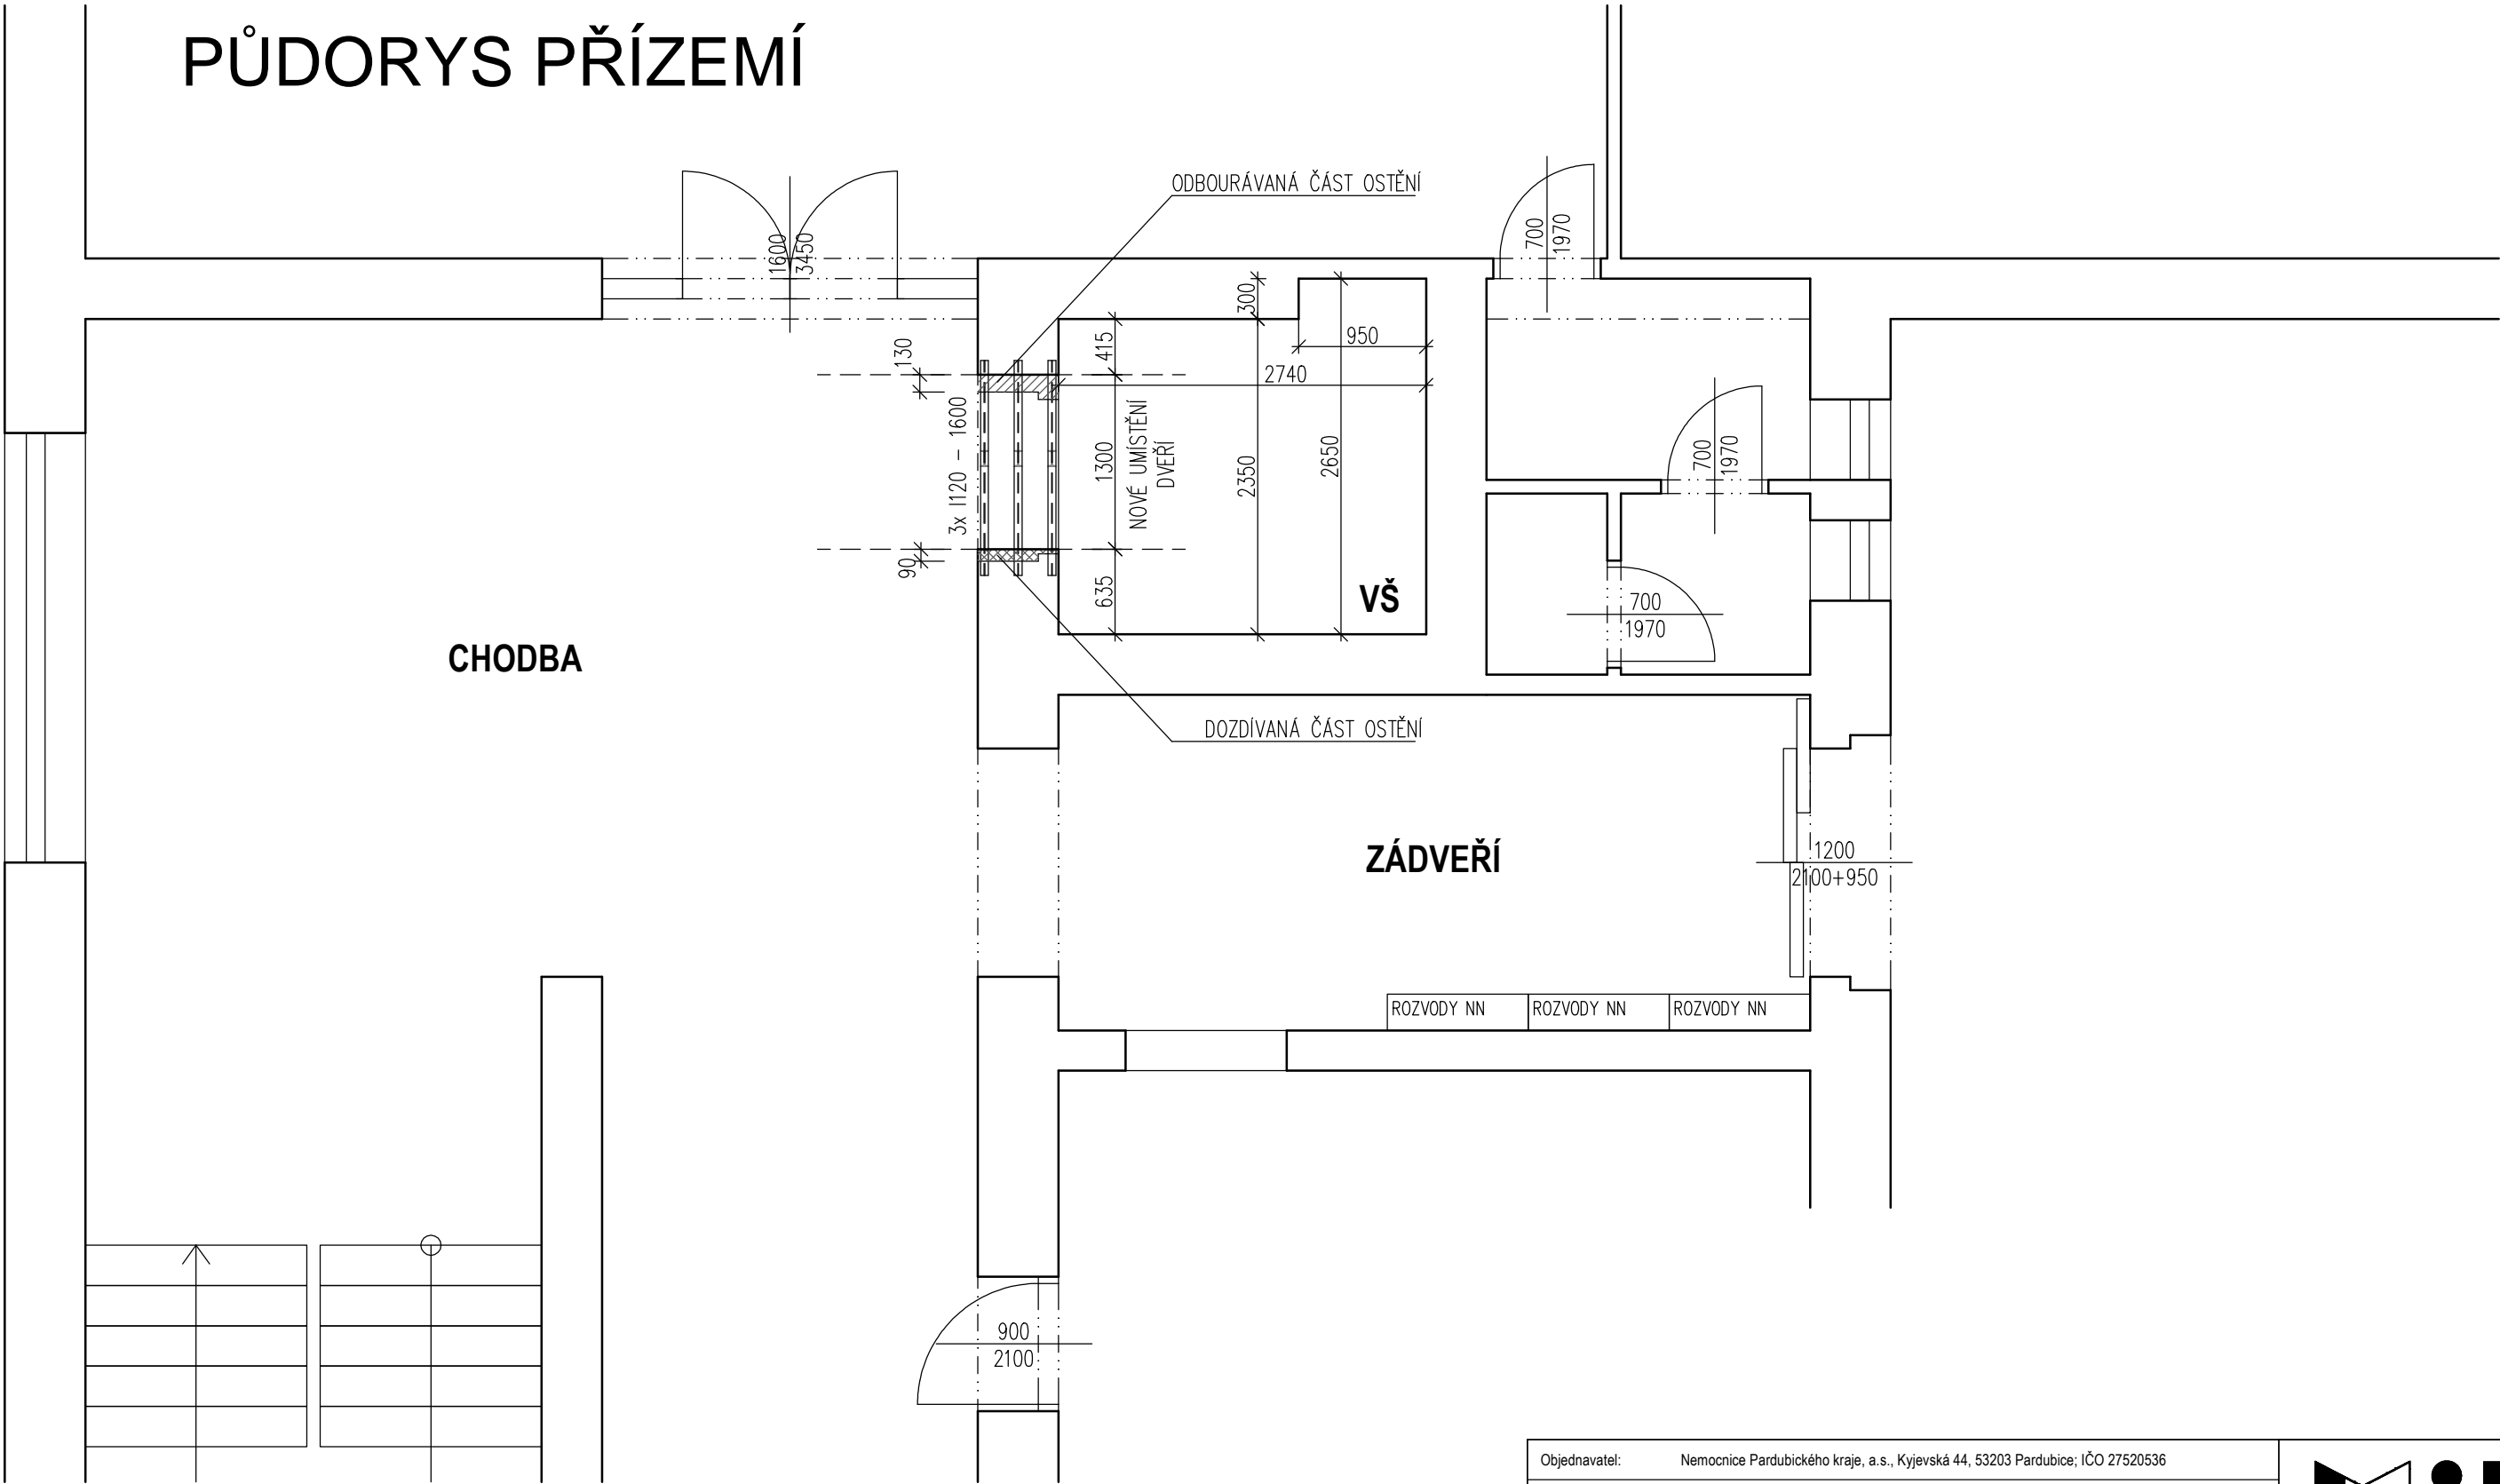 PŮDORYS PŘÍZEMÍ
ODBOURÁVANÁ ČÁST OSTĚNÍ
1600
3450
700
1970
300
130
415
950
2740
3x I120 - 1600
1300
NOVÉ UMÍSTĚNÍ
DVEŘÍ
2350
2650
700
1970
90
635
VŠ
700
1970
CHODBA
DOZDÍVANÁ ČÁST OSTĚNÍ
ZÁDVEŘÍ
1200
2100+950
ROZVODY NN
ROZVODY NN
ROZVODY NN
900
2100
Objednavatel: Nemocnice Pardubického kraje, a.s., Kyjevská 44, 53203 Pardubice; IČO 27520536